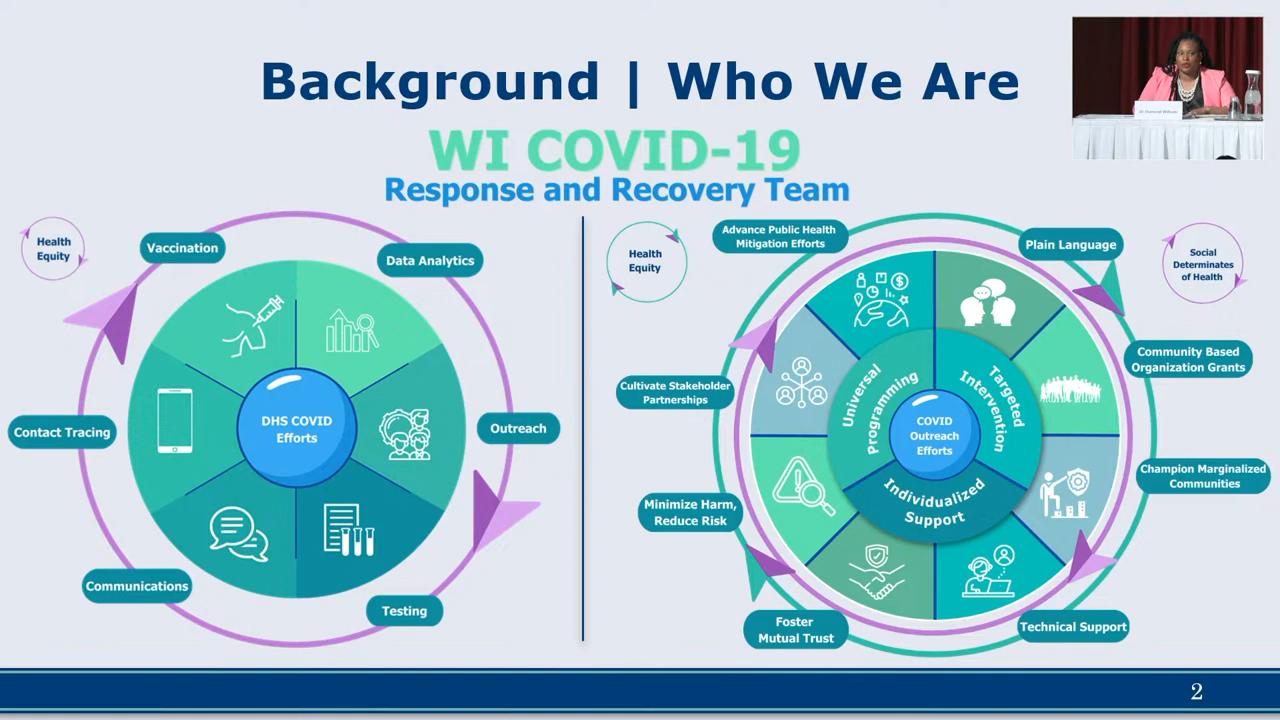 Background | Who We Are
WI COVID-19
Response and Recovery Team
Health
Equity
Vaccination
Data Analytics
Contact Tracing
DHS COVID
Efforts
Outreach
Communications
Testing
Health
Equity
Advance Public Health
Mitigation Efforts
Plain Language
Social
Determinates
of Health
Cultivate Stakeholder
Partnerships
Community Based
Organization Grants
Universal
Programming
Targeted
Intervention
COVID
Outreach
Efforts
Individualized
Support
Minimize Harm,
Reduce Risk
Champion Marginalized
Communities
Foster
Mutual Trust
Technical Support
2